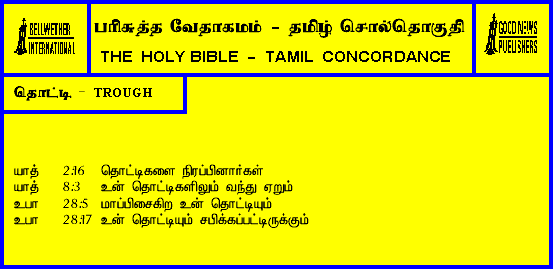 BELLWETHER
INTERNATIONAL
பரிசுத்த வேதாகமம் - தமிழ் சொல்தொகுதி
THE HOLY BIBLE - TAMIL CONCORDANCE
GOOD NEWS
PUBLISHERS
தொட்டி - TROUGH
யாத் 2:16 தொட்டிகளை நிரப்பினார்கள்
யாத் 8:3 உன் தொட்டிகளிலும் வந்து ஏறும்
உபா 28:5 மாப்பிசைகிற உன் தொட்டியும்
உபா 28:17 உன் தொட்டியும் சபிக்கப்பட்டிருக்கும்